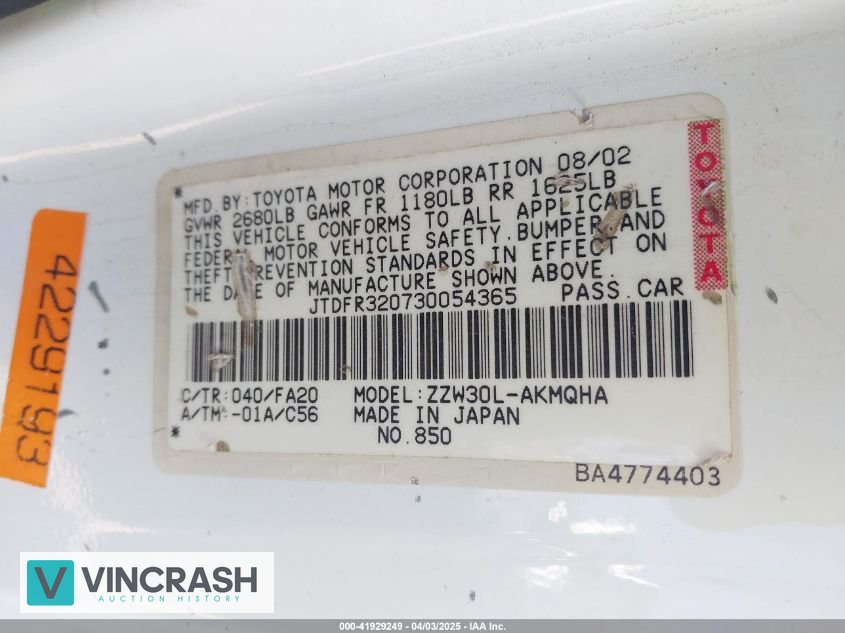 MFD.BY:TOYOTA MOTOR CORPORATION 08/02
GVWR 2680LB GAWR FR 1180LB RR 1625LB
THIS VEHICLE CONFORMS TO ALL APPLICABLE
FEDERAL MOTOR VEHICLE SAFETY,BUMPER,AND
THEFT PREVENTION STANDARDS IN EFFECT ON
THE DATE OF MANUFACTURE SHOWN ABOVE.
JTDFR320730054365 PASS.CAR
TOYOTA
C/TR:040/FA20 MODEL:ZZW30L-AKMQHA
A/TM:-01A/C56 MADE IN JAPAN
NO.850
BA4774403
4229193
VINCRASH
AUCTION HISTORY
000-41929249 - 04/03/2025 - IAA Inc.